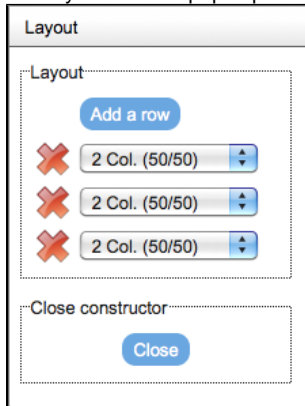 Layout
Layout
Add a row
2 Col. (50/50)
2 Col. (50/50)
2 Col. (50/50)
Close constructor
Close